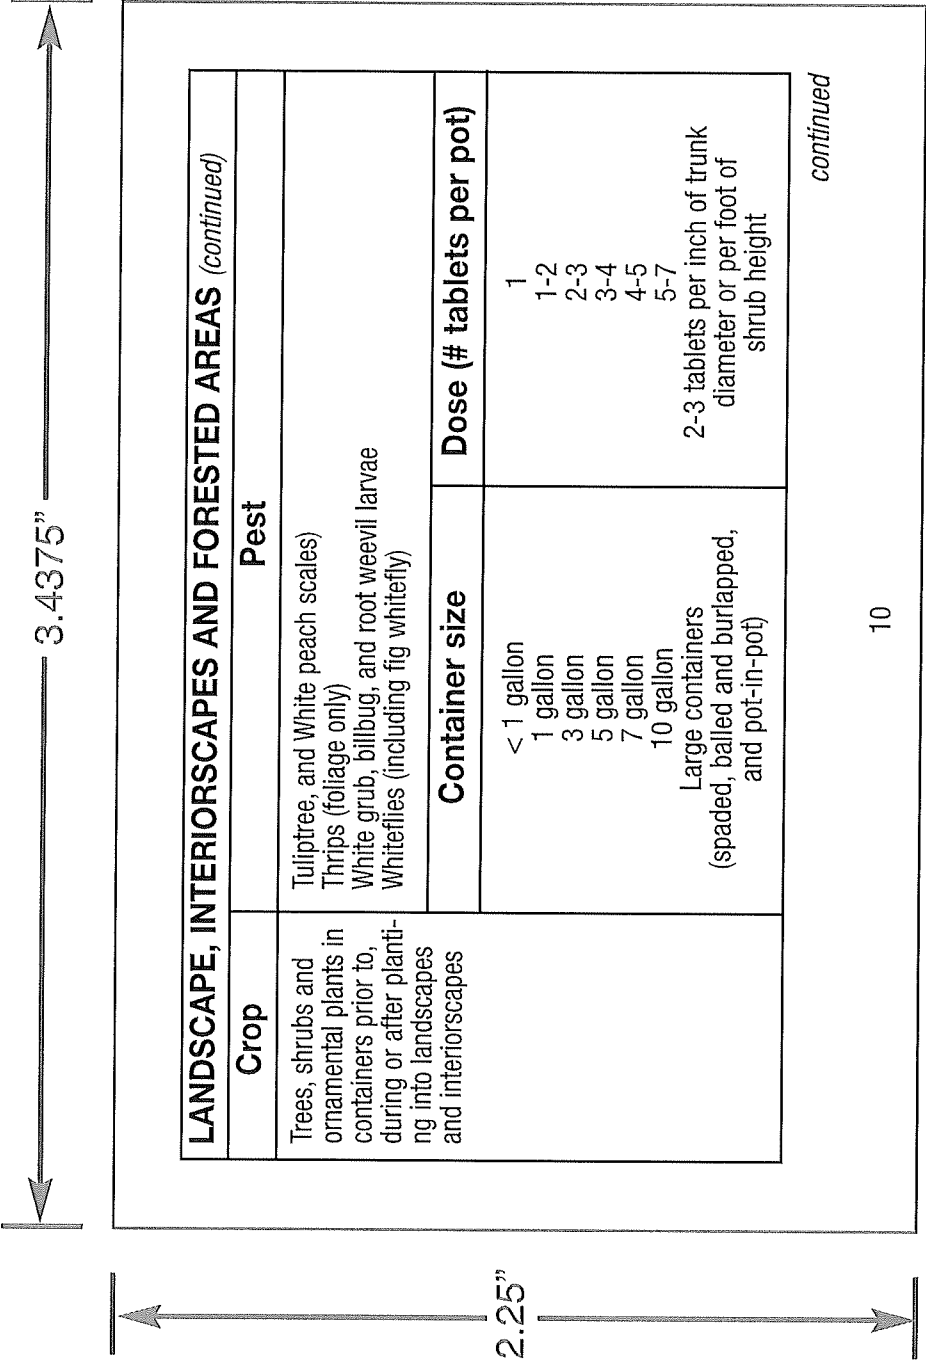 3.4375"
2.25"
LANDSCAPE, INTERIORSCAPES AND FORESTED AREAS (continued)
Crop
Pest
Trees, shrubs and
ornamental plants in
containers prior to,
during or after planti-
ng into landscapes
and interiorscapes
Tuliptree, and White peach scales)
Thrips (foliage only)
White grub, billbug, and root weevil larvae
Whiteflies (including fig whitefly)
Container size
Dose (# tablets per pot)
< 1 gallon
1
1 gallon
1-2
3 gallon
2-3
5 gallon
3-4
7 gallon
4-5
10 gallon
5-7
Large containers
(spaded, balled and burlapped,
and pot-in-pot)
2-3 tablets per inch of trunk
diameter or per foot of
shrub height
continued
10